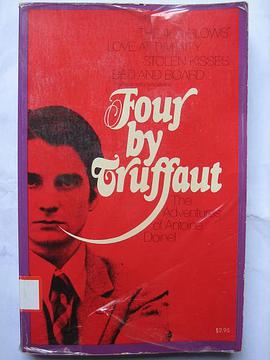 THE 400 BLOWS
LOVE AT TWENTY
STOLEN KISSES
BED AND BOARD
Four
by
Truffaut
The
Adventures
of Antoine
Doinel
$2.95